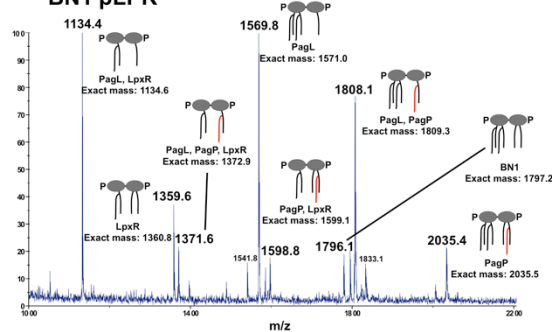 BN1 pLPR
1134.4
P P
PagL, LpxR
Exact mass: 1134.6
1569.8
P P
PagL
Exact mass: 1571.0
P P
PagL, PagP, LpxR
Exact mass: 1372.9
1808.1
P P
PagL, PagP
Exact mass: 1809.3
P P
BN1
Exact mass: 1797.2
P P
LpxR
Exact mass: 1360.8
1359.6
1371.6
P P
PagP, LpxR
Exact mass: 1599.1
1541.8
1598.8
1796.1
1833.1
P P
PagP
Exact mass: 2035.5
2035.4
100
90
80
70
60
50
40
30
20
10
0
1000 1400 1800 2200
m/z